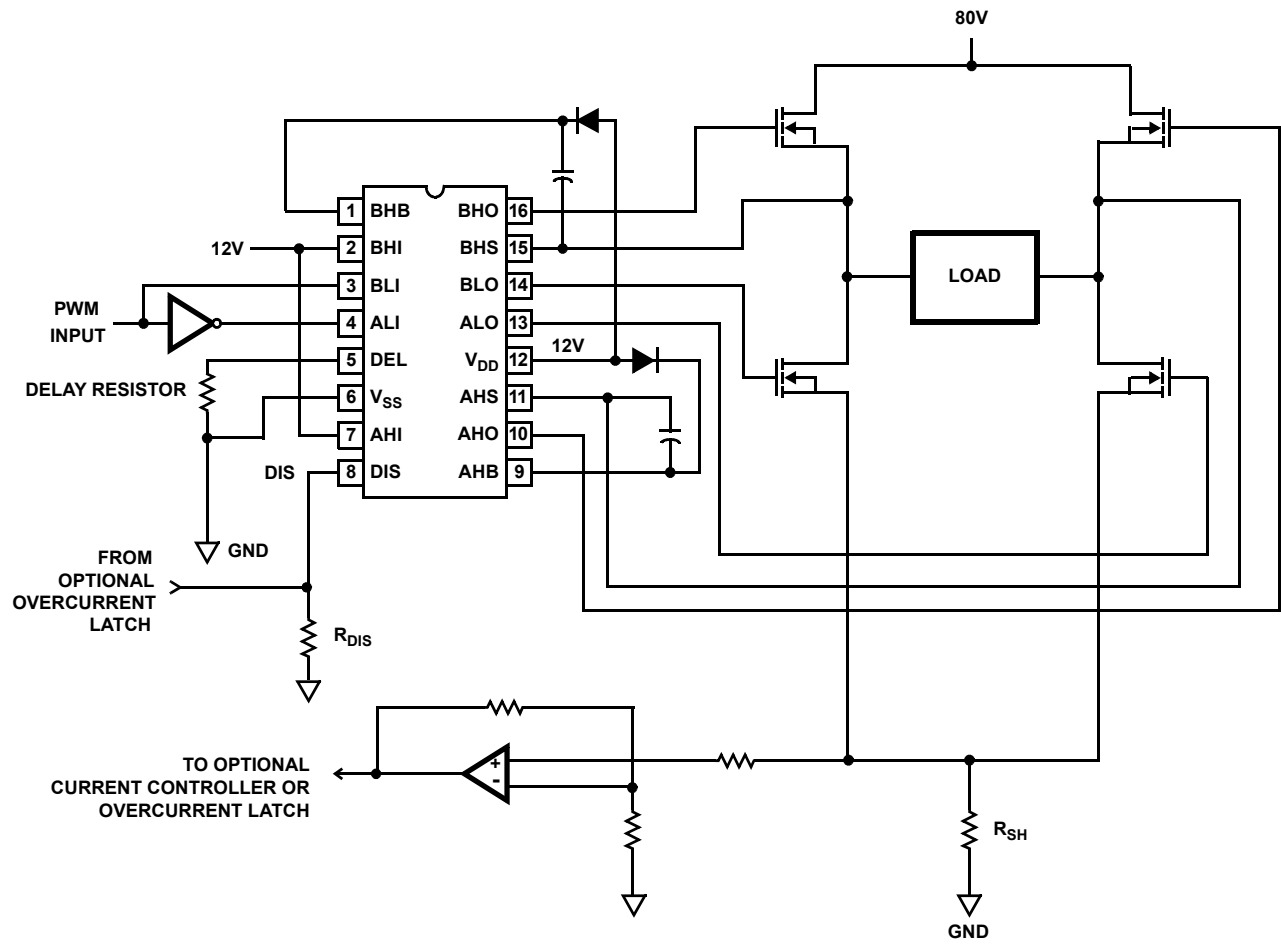 80V
1 BHB BHO 16
12V
2 BHI BHS 15
3 BLI BLO 14
LOAD
PWM
INPUT
4 ALI ALO 13
12V
5 DEL VDD 12
DELAY RESISTOR
6 VSS AHS 11
7 AHI AHO 10
DIS
8 DIS AHB 9
GND
FROM
OPTIONAL
OVERCURRENT
LATCH
RDIS
+
-
TO OPTIONAL
CURRENT CONTROLLER OR
OVERCURRENT LATCH
RSH
GND